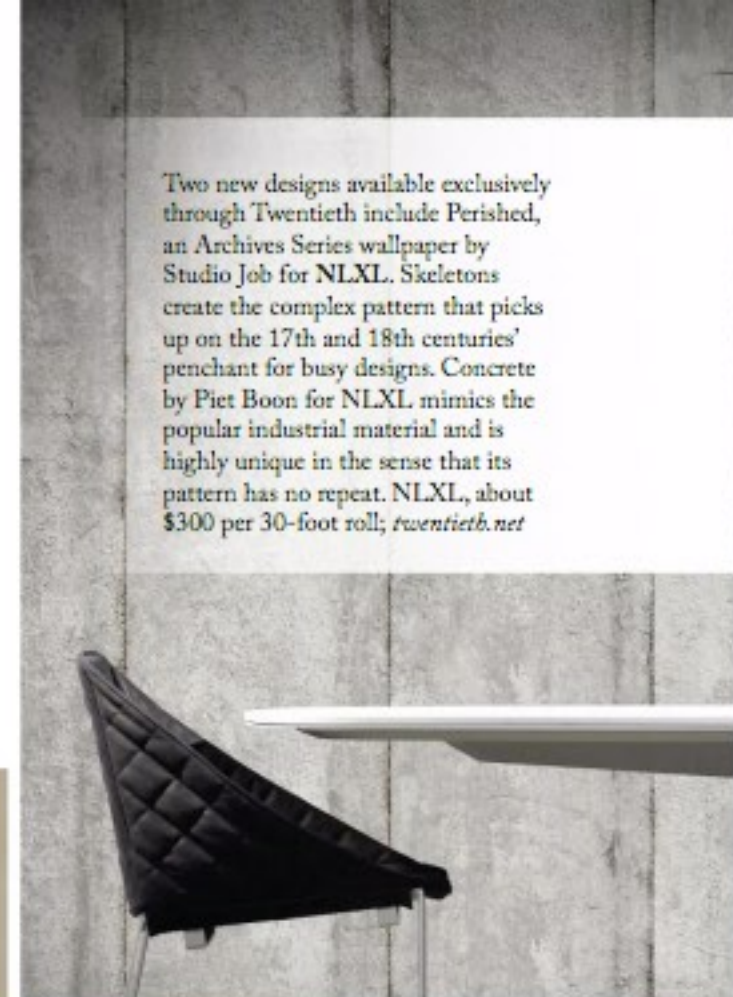 Two new designs available exclusively
through Twentieth include Perished,
an Archives Series wallpaper by
Studio Job for NLXL. Skeletons
create the complex pattern that picks
up on the 17th and 18th centuries'
penchant for busy designs. Concrete
by Piet Boon for NLXL mimics the
popular industrial material and is
highly unique in the sense that its
pattern has no repeat. NLXL, about
$300 per 30-foot roll; twentieth.net